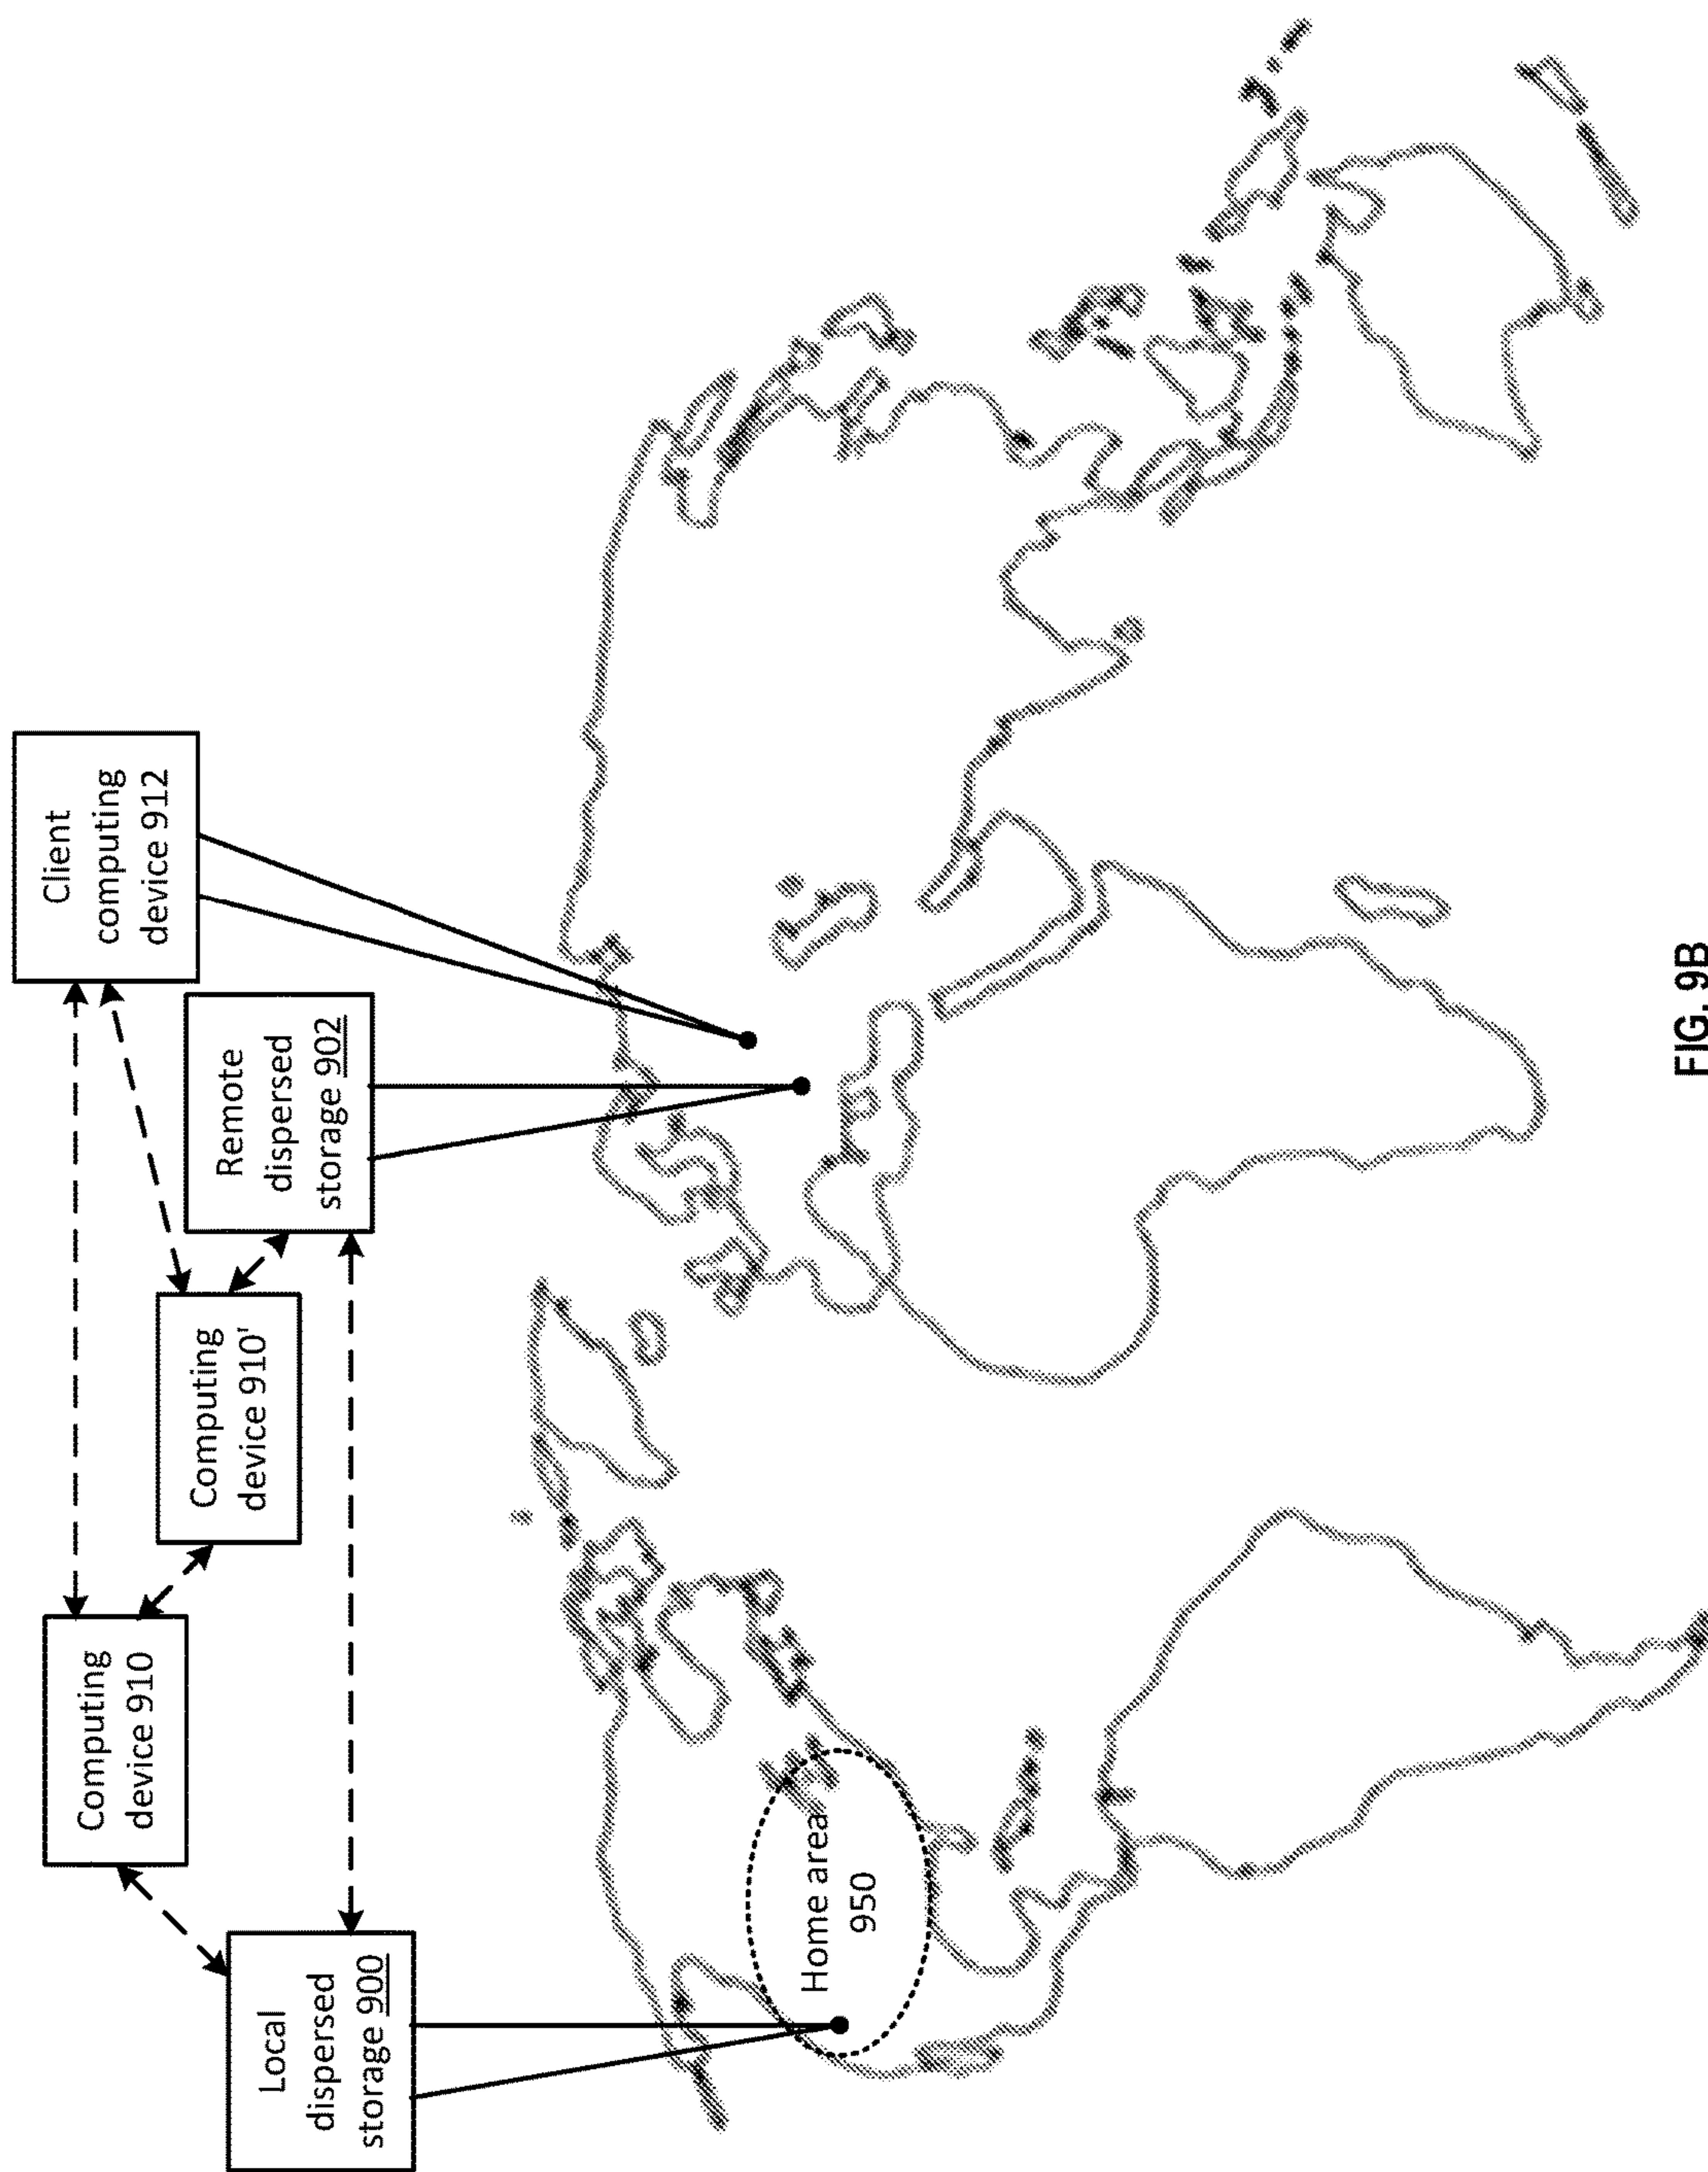 Local
dispersed
storage 900
Computing
device 910
Computing
device 910'
Remote
dispersed
storage 902
Client
computing
device 912
Home area
950
FIG. 9B